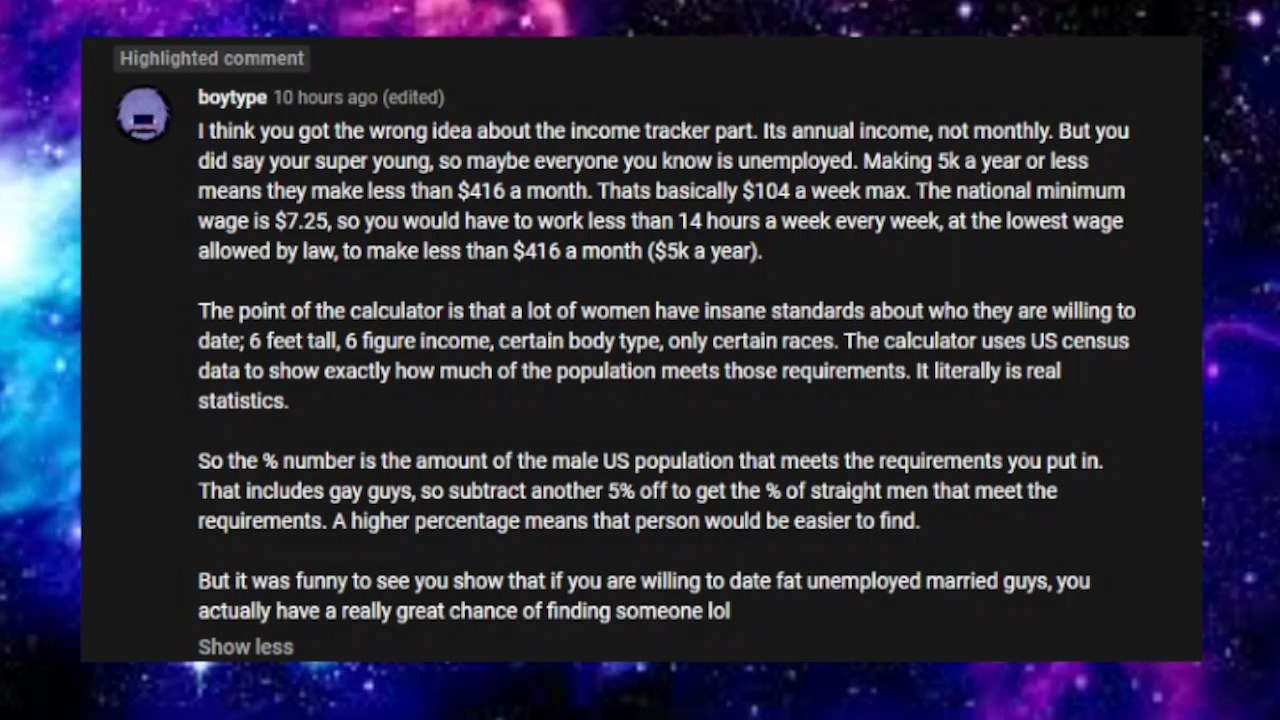 Highlighted comment
boytype 10 hours ago (edited)
I think you got the wrong idea about the income tracker part. Its annual income, not monthly. But you
did say your super young, so maybe everyone you know is unemployed. Making 5k a year or less
means they make less than $416 a month. Thats basically $104 a week max. The national minimum
wage is $7.25, so you would have to work less than 14 hours a week every week, at the lowest wage
allowed by law, to make less than $416 a month ($5k a year).
The point of the calculator is that a lot of women have insane standards about who they are willing to
date; 6 feet tall, 6 figure income, certain body type, only certain races. The calculator uses US census
data to show exactly how much of the population meets those requirements. It literally is real
statistics.
So the % number is the amount of the male US population that meets the requirements you put in.
That includes gay guys, so subtract another 5% off to get the % of straight men that meet the
requirements. A higher percentage means that person would be easier to find.
But it was funny to see you show that if you are willing to date fat unemployed married guys, you
actually have a really great chance of finding someone lol
Show less